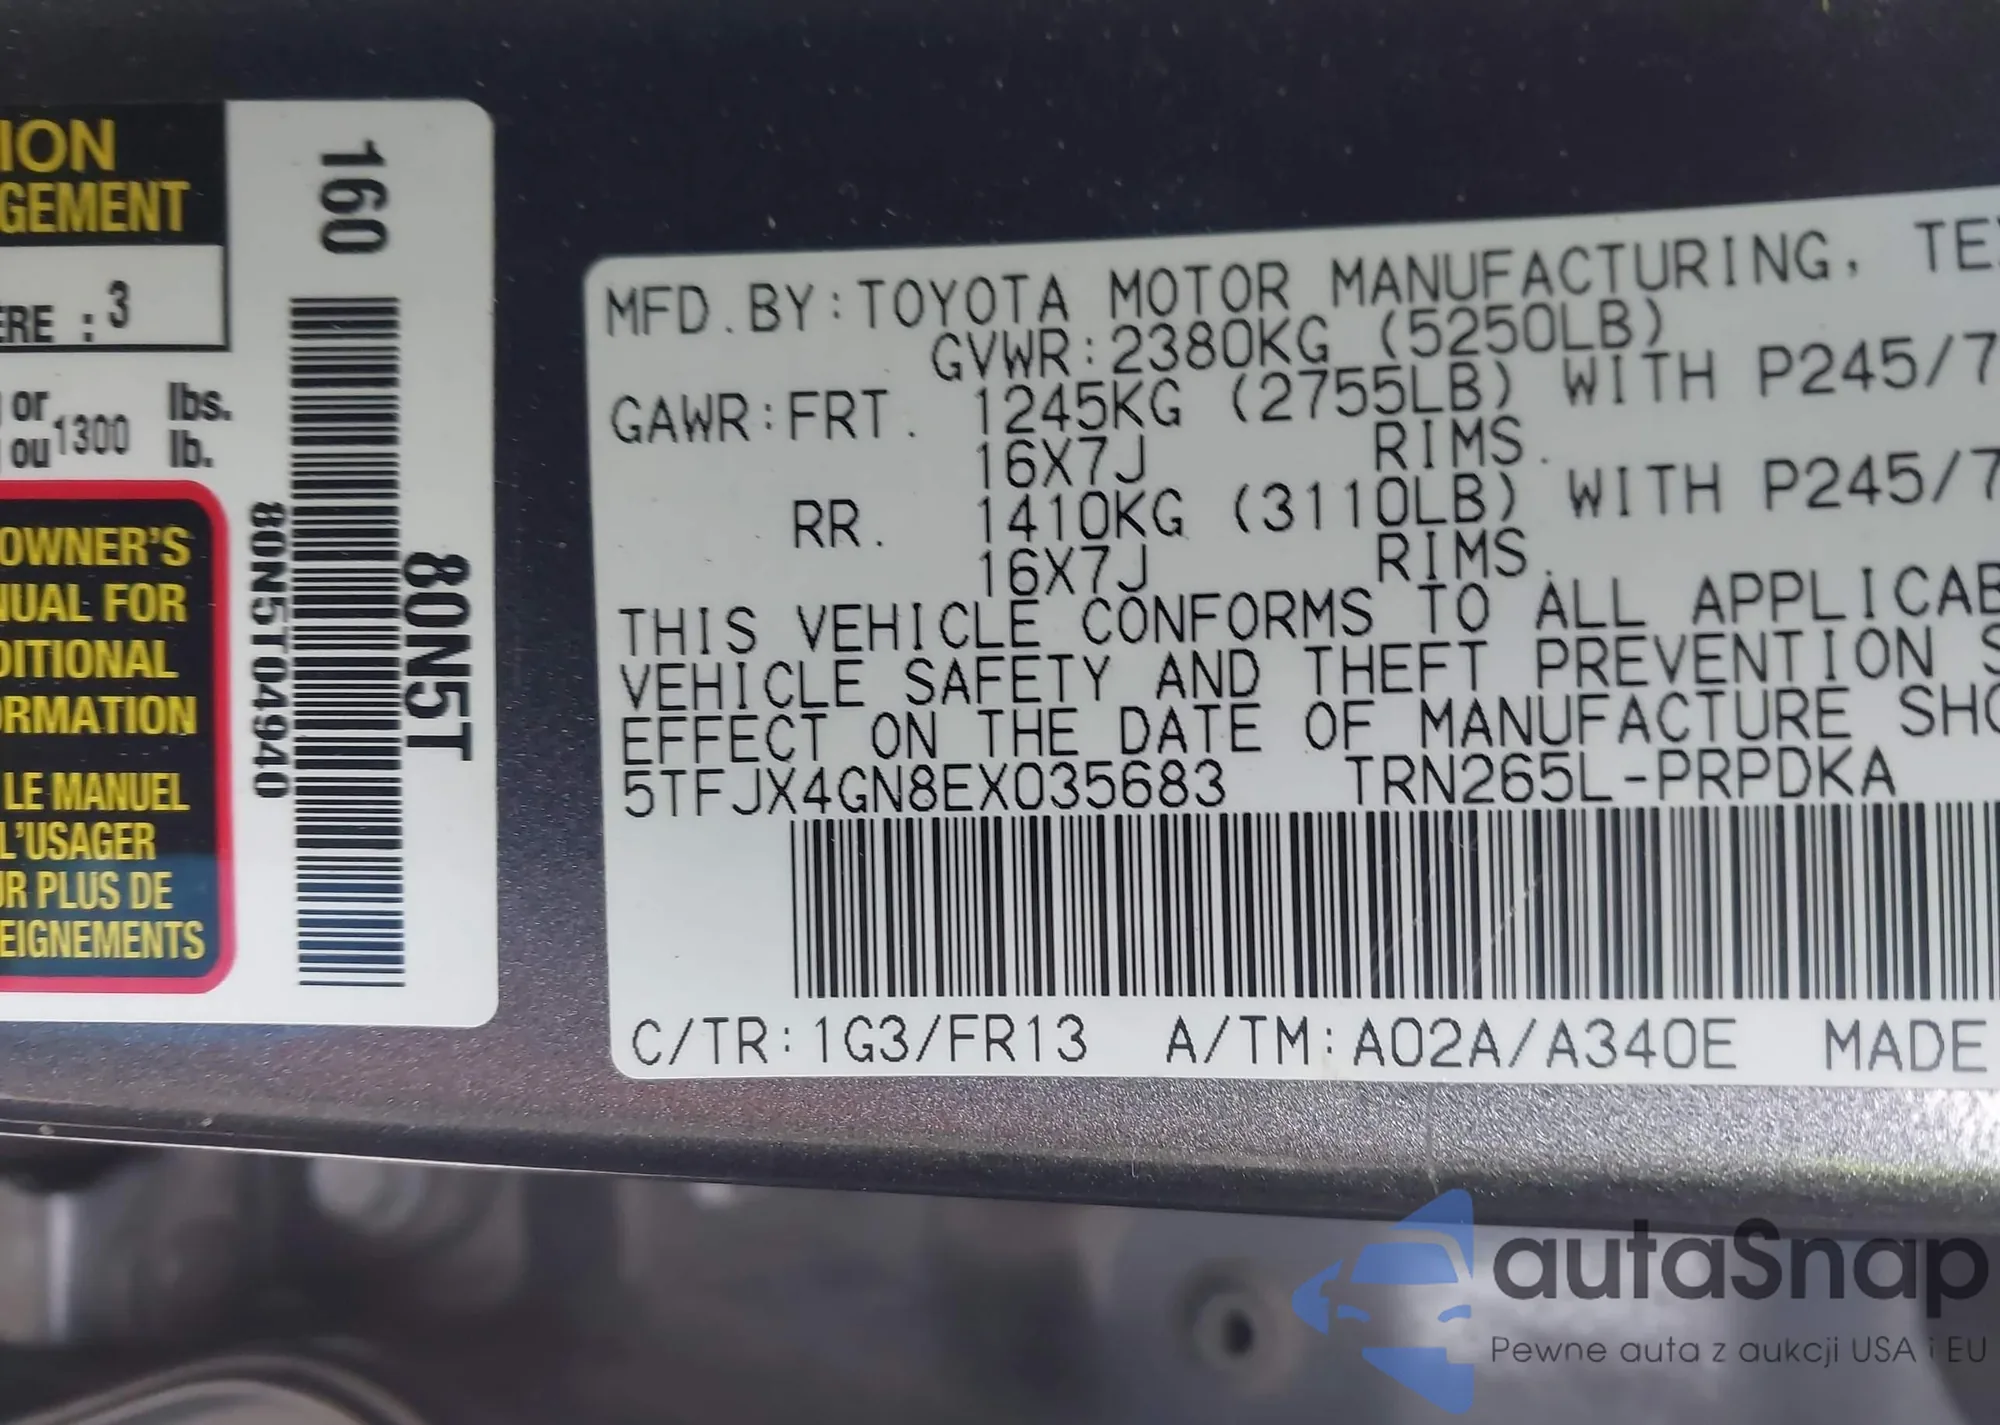 ION
GEMENT
ÈRE : 3
or 1300 lbs.
ou lb.
OWNER'S
NUAL FOR
DITIONAL
ORMATION
LE MANUEL
L'USAGER
UR PLUS DE
EIGNEMENTS
160
80N5T04940
80N5T
MFD.BY:TOYOTA MOTOR MANUFACTURING, TEX
GVWR:2380KG (5250LB)
GAWR:FRT. 1245KG (2755LB) WITH P245/7
16X7J RIMS.
RR. 1410KG (3110LB) WITH P245/7
16X7J RIMS.
THIS VEHICLE CONFORMS TO ALL APPLICAB
VEHICLE SAFETY AND THEFT PREVENTION S
EFFECT ON THE DATE OF MANUFACTURE SHO
5TFJX4GN8EX035683 TRN265L-PRPDKA
C/TR:1G3/FR13 A/TM:A02A/A340E MADE
autaSnap
Pewne auta z aukcji USA i EU